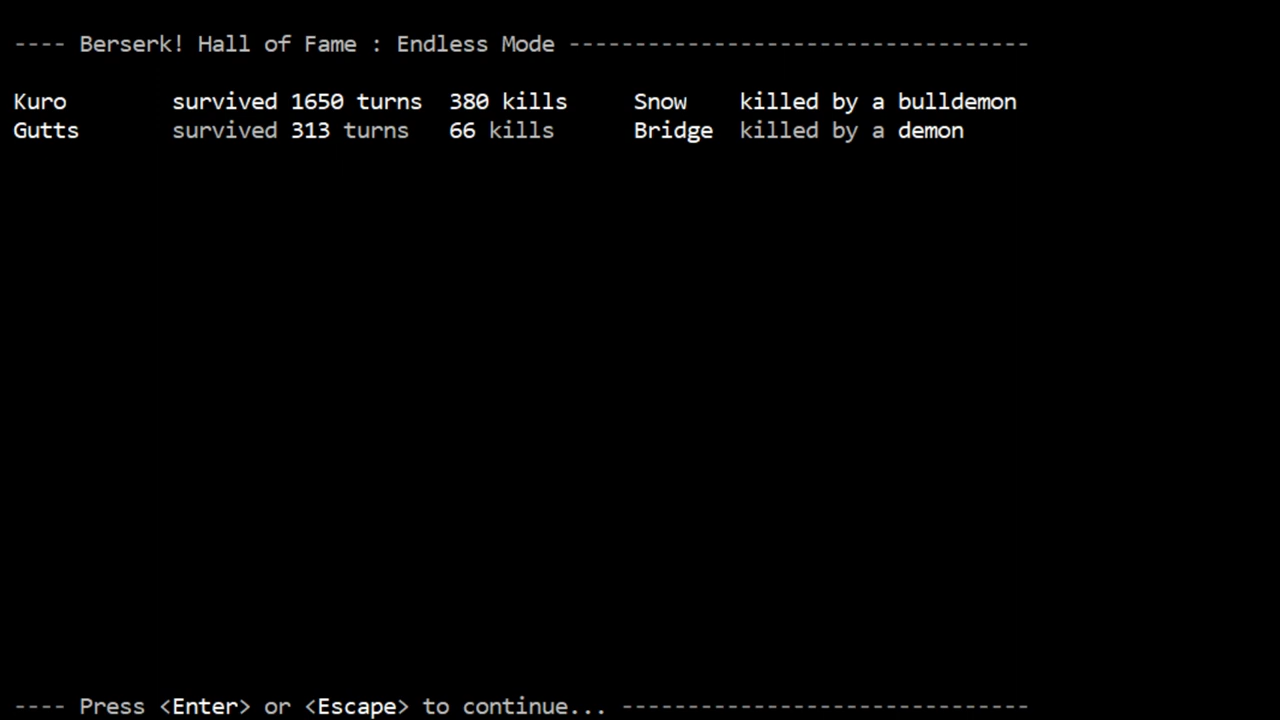 ---- Berserk! Hall of Fame : Endless Mode -----------------------------------
Kuro        survived 1650 turns  380 kills     Snow    killed by a bulldemon
Gutts       survived 313 turns   66 kills      Bridge  killed by a demon
---- Press <Enter> or <Escape> to continue... -------------------------------